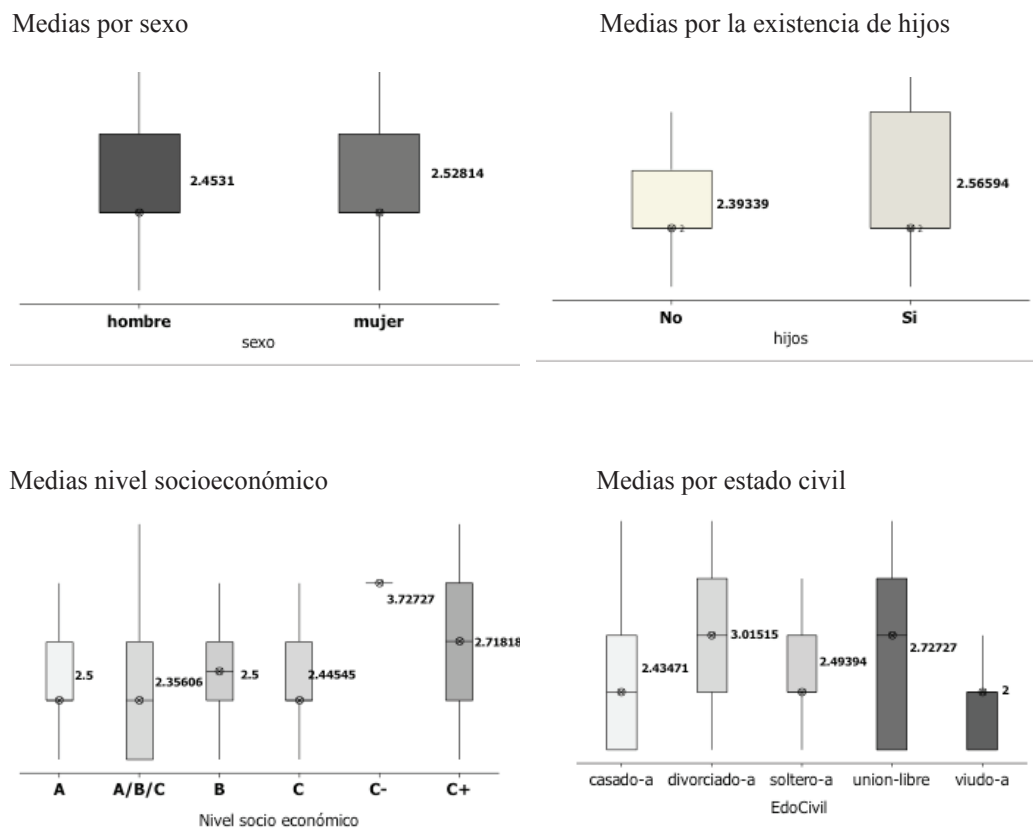 Medias por sexo
2.4531
2.52814
hombre
mujer
sexo
Medias por la existencia de hijos
2.39339
2.56594
2
2
No
Si
hijos
Medias nivel socioeconómico
2.5
2.35606
2.5
2.44545
3.72727
2.71818
A
A/B/C
B
C
C-
C+
Nivel socio económico
Medias por estado civil
2.43471
3.01515
2.49394
2.72727
2
casado-a
divorciado-a
soltero-a
union-libre
viudo-a
EdoCivil